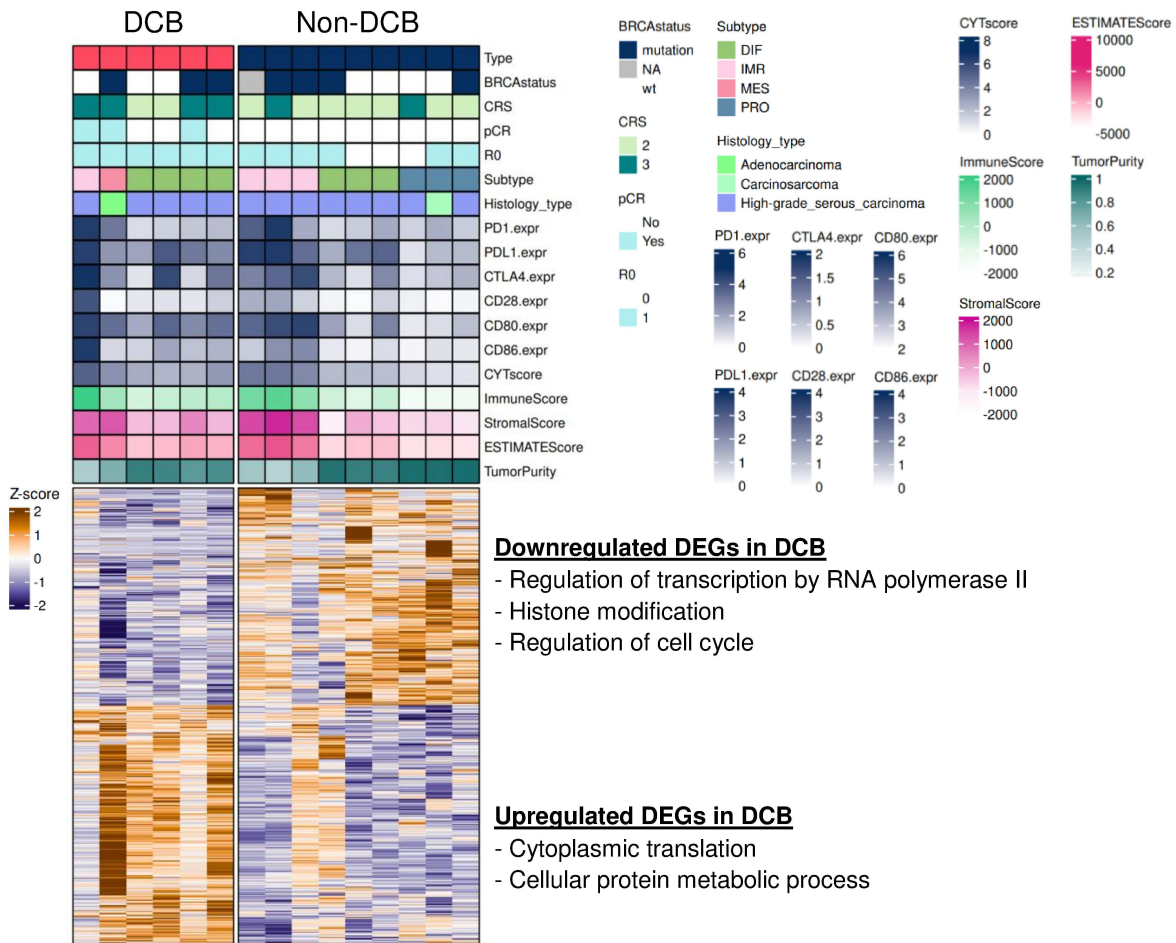 DCB
Non-DCB
Type
BRCAstatus
CRS
pCR
R0
Subtype
Histology_type
PD1.expr
PDL1.expr
CTLA4.expr
CD28.expr
CD80.expr
CD86.expr
CYTscore
ImmuneScore
StromalScore
ESTIMATEScore
TumorPurity
BRCAstatus
mutation
NA
wt
CRS
2
3
pCR
No
Yes
R0
0
1
Subtype
DIF
IMR
MES
PRO
Histology_type
Adenocarcinoma
Carcinosarcoma
High-grade_serous_carcinoma
PD1.expr
6
4
2
0
CTLA4.expr
2
1.5
1
0.5
0
CD80.expr
6
5
4
3
2
PDL1.expr
4
3
2
1
0
CD28.expr
4
3
2
1
0
CD86.expr
4
3
2
1
0
CYTscore
8
6
4
2
0
ESTIMATEScore
10000
5000
0
-5000
ImmuneScore
2000
1000
0
-1000
-2000
TumorPurity
1
0.8
0.6
0.4
0.2
StromalScore
2000
1000
0
-1000
-2000
Z-score
2
1
0
-1
-2
Downregulated DEGs in DCB
- Regulation of transcription by RNA polymerase II
- Histone modification
- Regulation of cell cycle
Upregulated DEGs in DCB
- Cytoplasmic translation
- Cellular protein metabolic process